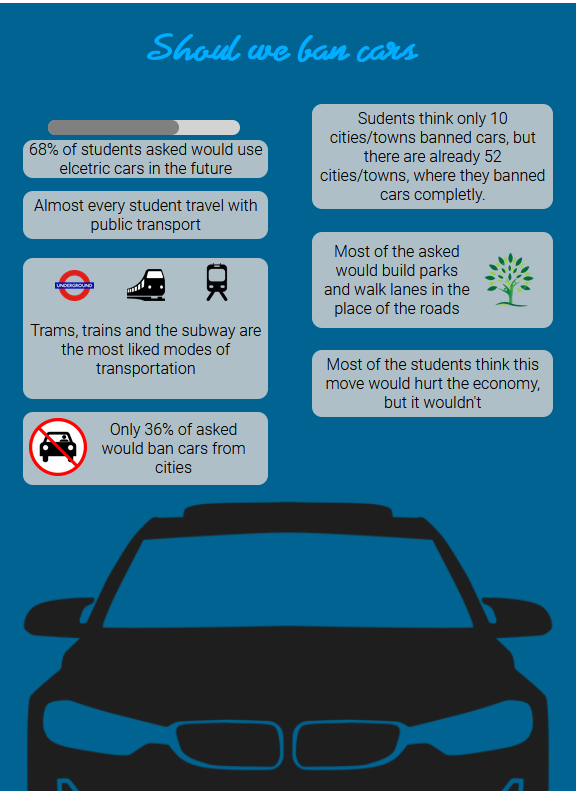 Shoul we ban cars
68% of students asked would use
elcetric cars in the future
Almost every student travel with
public transport
UNDERGROUND
Trams, trains and the subway are
the most liked modes of
transportation
Only 36% of asked
would ban cars from
cities
Sudents think only 10
cities/towns banned cars, but
there are already 52
cities/towns, where they banned
cars completly.
Most of the asked
would build parks
and walk lanes in the
place of the roads
Most of the students think this
move would hurt the economy,
but it wouldn't